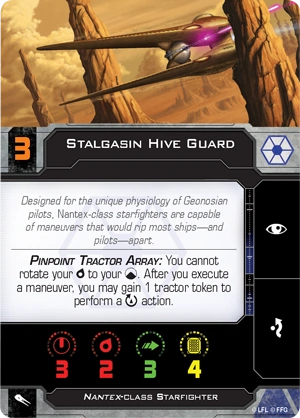 3 STALGASIN HIVE GUARD
Designed for the unique physiology of Geonosian
pilots, Nantex-class starfighters are capable
of maneuvers that would rip most ships—and
pilots—apart.
PINPOINT TRACTOR ARRAY: You cannot
rotate your to your . After you execute
a maneuver, you may gain 1 tractor token to
perform a action.
3 2 3 4
NANTEX-CLASS STARFIGHTER
©LFL ©FFG